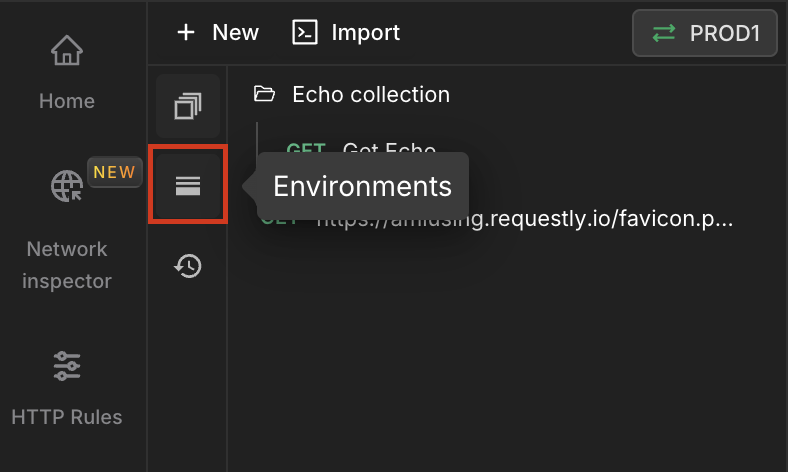 New
Import
PROD1
Home
Echo collection
GET Get Echo
NEW
Environments
GET https://amiusing.requestly.io/favicon.p...
Network
inspector
HTTP Rules